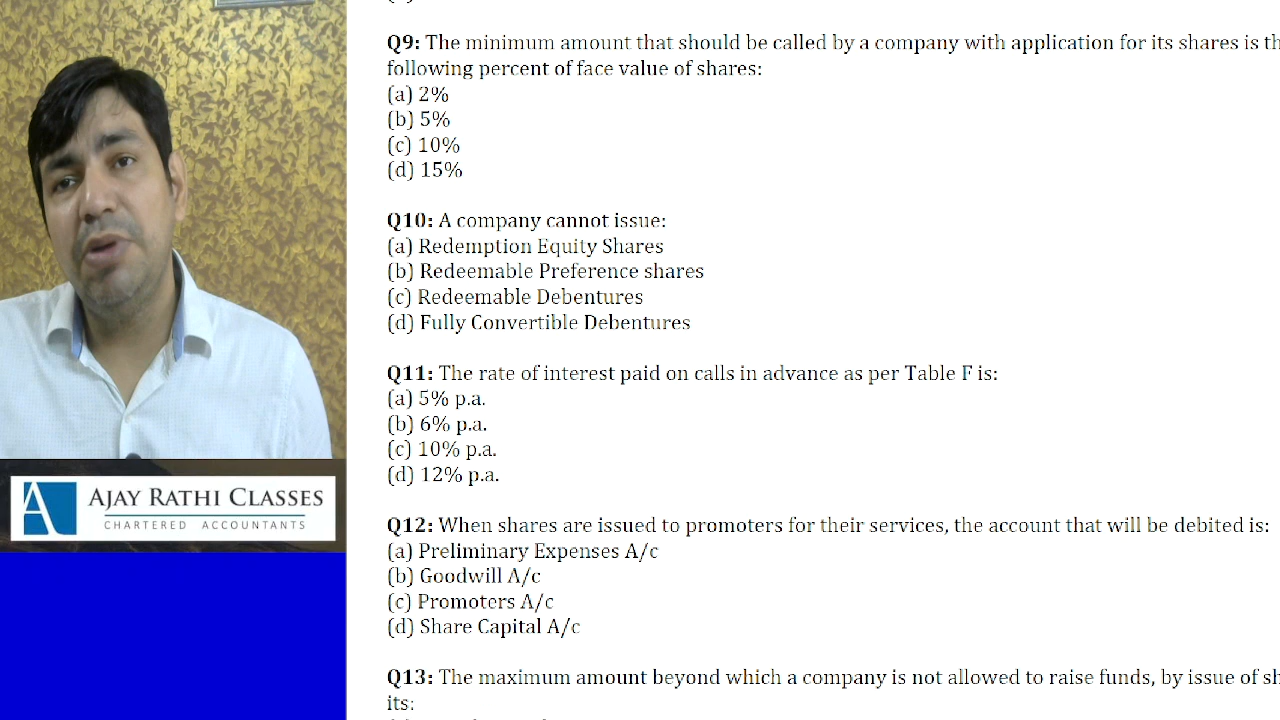 Q9: The minimum amount that should be called by a company with application for its shares is
following percent of face value of shares:
(a) 2%
(b) 5%
(c) 10%
(d) 15%
Q10: A company cannot issue:
(a) Redemption Equity Shares
(b) Redeemable Preference shares
(c) Redeemable Debentures
(d) Fully Convertible Debentures
Q11: The rate of interest paid on calls in advance as per Table F is:
(a) 5% p.a.
(b) 6% p.a.
(c) 10% p.a.
(d) 12% p.a.
Q12: When shares are issued to promoters for their services, the account that will be debited is:
(a) Preliminary Expenses A/c
(b) Goodwill A/c
(c) Promoters A/c
(d) Share Capital A/c
Q13: The maximum amount beyond which a company is not allowed to raise funds, by issue of
its:
AJAY RATHI CLASSES
CHARTERED ACCOUNTANTS